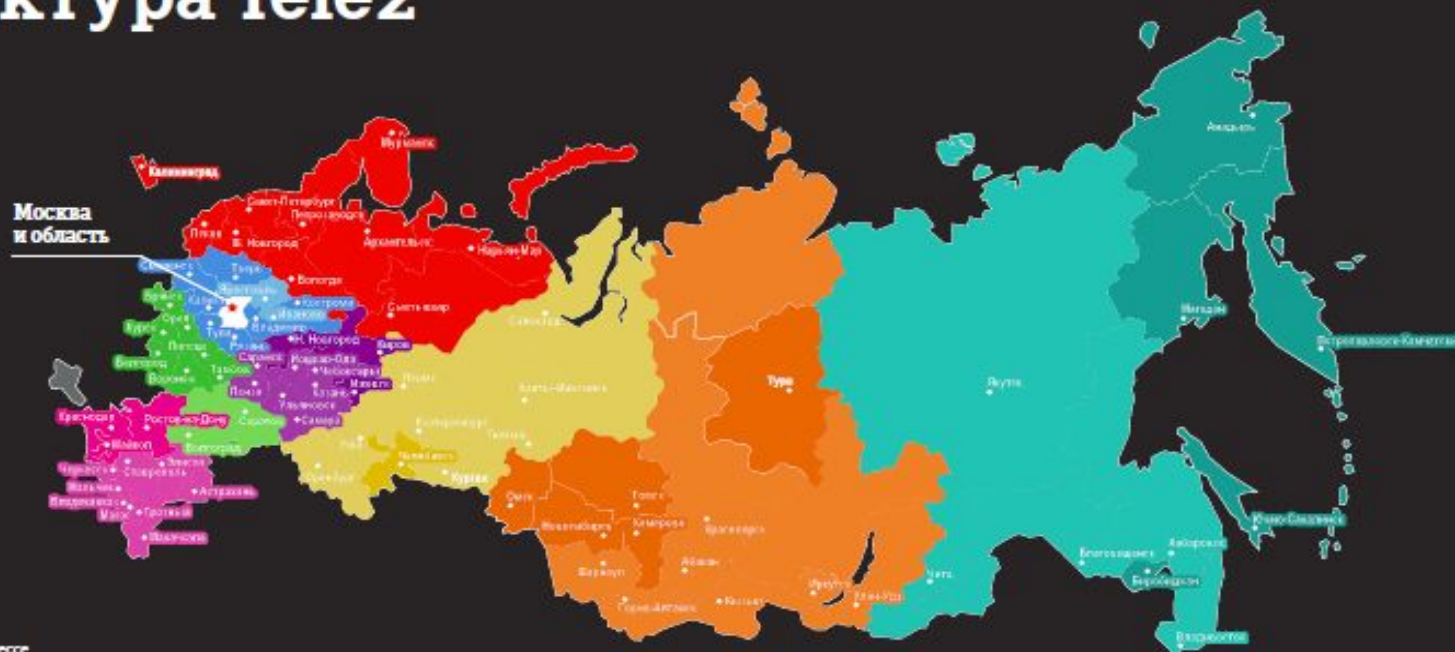 ктура Tele2
Мурманск
Калининград
Москва
и область
Санкт-Петербург
Петрозаводск
Псков
В. Новгород
Архангельск
Нарьян-Мар
Смоленск
Тверь
Вологда
Ярославль
Кострома
Сыктывкар
Иваново
Владимир
Брянск
Орел
Тула
Рязань
Курск
Липецк
Белгород
Воронеж
Тамбов
Н. Новгород
Киров
Саранск
Йошкар-Ола
Чебоксары
Ижевск
Пенза
Казань
Ульяновск
Самара
Саратов
Волгоград
Краснодар
Ростов-на-Дону
Майкоп
Элиста
Черкесск
Ставрополь
Нальчик
Астрахань
Владикавказ
Магас
Грозный
Махачкала
Салехард
Пермь
Ханты-Мансийск
Екатеринбург
Тюмень
Уфа
Челябинск
Оренбург
Курган
Тура
Омск
Томск
Новосибирск
Кемерово
Красноярск
Барнаул
Абакан
Горно-Алтайск
Кызыл
Иркутск
Улан-Удэ
Чита
Якутск
Анадырь
Магадан
Петропавловск-Камчатский
Южно-Сахалинск
Благовещенск
Хабаровск
Биробиджан
Владивосток